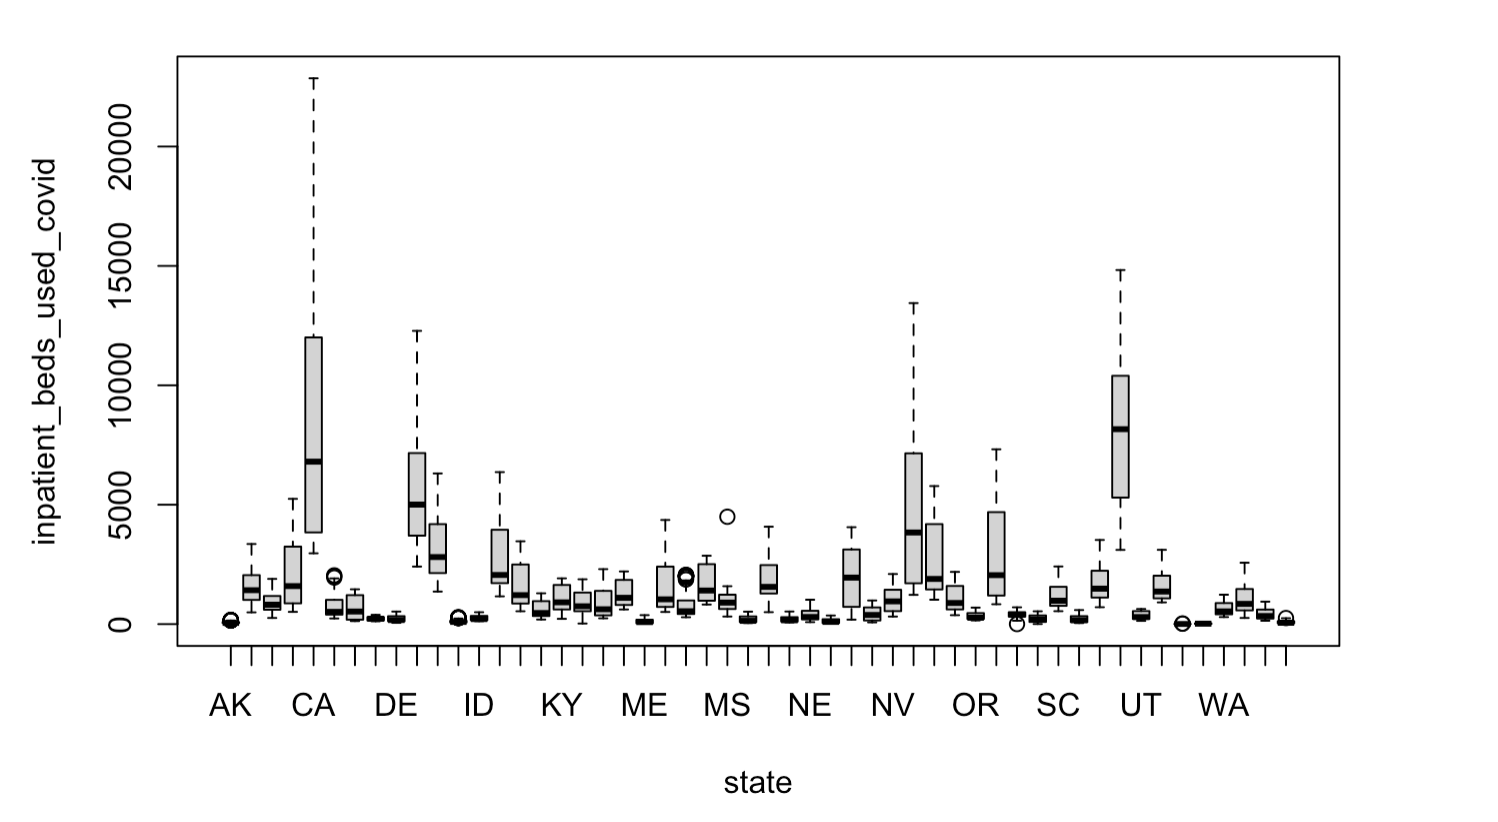 inpatient_beds_used_covid
20000
15000
10000
5000
0
AK CA DE ID KY ME MS NE NV OR SC UT WA
state